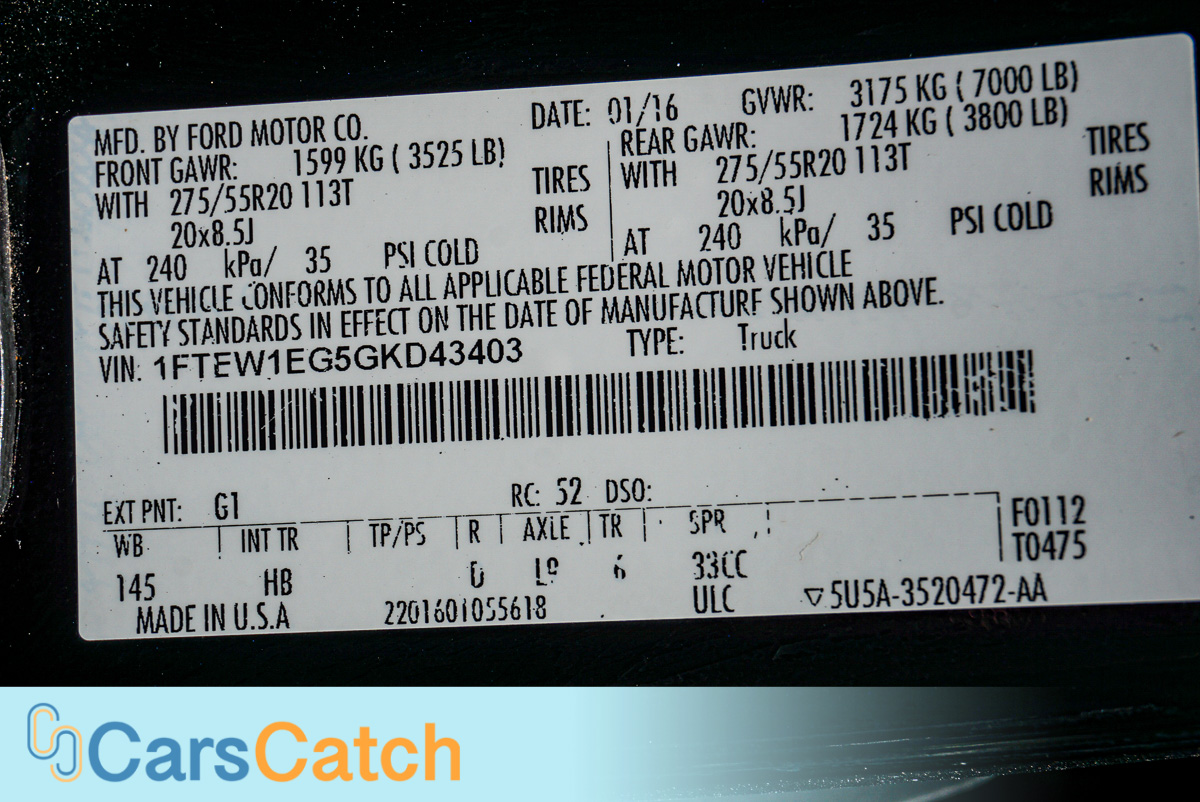 MFD. BY FORD MOTOR CO. DATE: 01/16 GVWR: 3175 KG ( 7000 LB)
FRONT GAWR: 1599 KG ( 3525 LB) REAR GAWR: 1724 KG ( 3800 LB)
WITH 275/55R20 113T TIRES WITH 275/55R20 113T TIRES
20x8.5J RIMS 20x8.5J RIMS
AT 240 kPa/ 35 PSI COLD AT 240 kPa/ 35 PSI COLD
THIS VEHICLE CONFORMS TO ALL APPLICABLE FEDERAL MOTOR VEHICLE
SAFETY STANDARDS IN EFFECT ON THE DATE OF MANUFACTURE SHOWN ABOVE.
VIN: 1FTEW1EG5GKD43403 TYPE: Truck
EXT PNT: G1 RC: 52 DSO:
WB INT TR TP/PS R AXLE TR SPR F0112
145 HB L9 6 33CC T0475
MADE IN U.S.A 2201601055618 ULC ▽5U5A-3520472-AA
CarsCatch